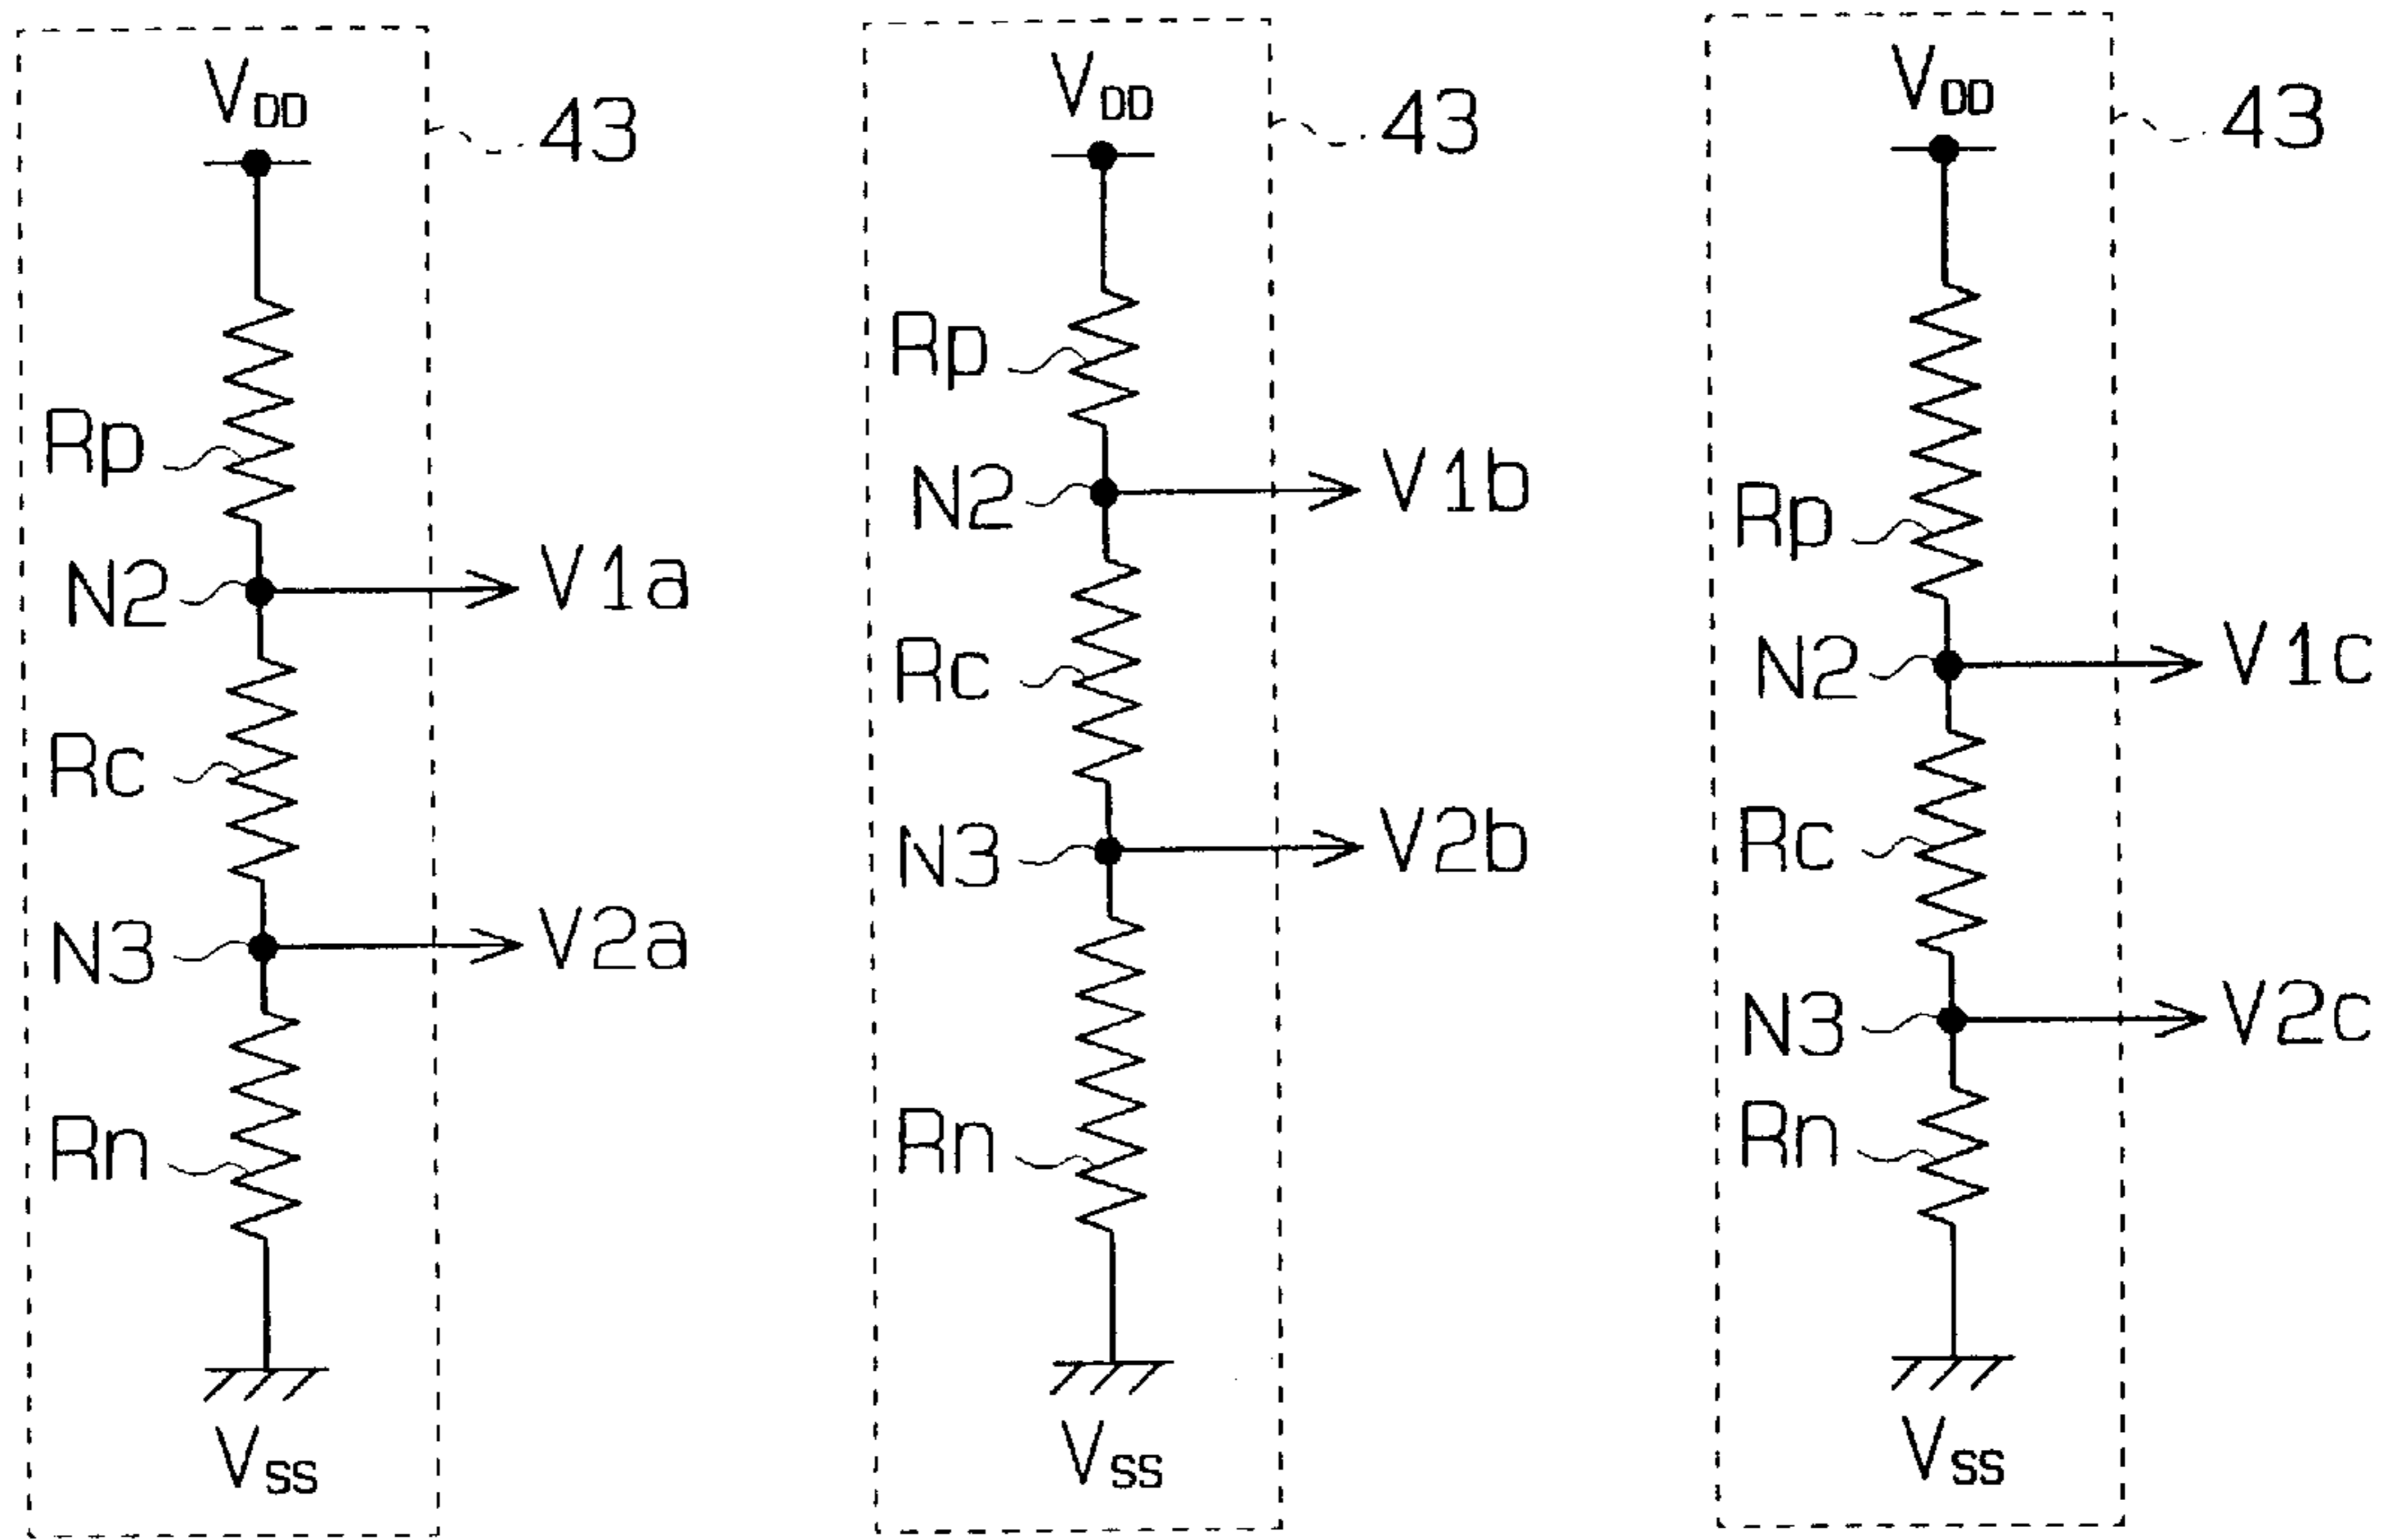 VDD
43
Rp
N2
V1a
Rc
N3
V2a
Rn
VSS
VDD
43
Rp
N2
V1b
Rc
N3
V2b
Rn
VSS
VDD
43
Rp
N2
V1c
Rc
N3
V2c
Rn
VSS